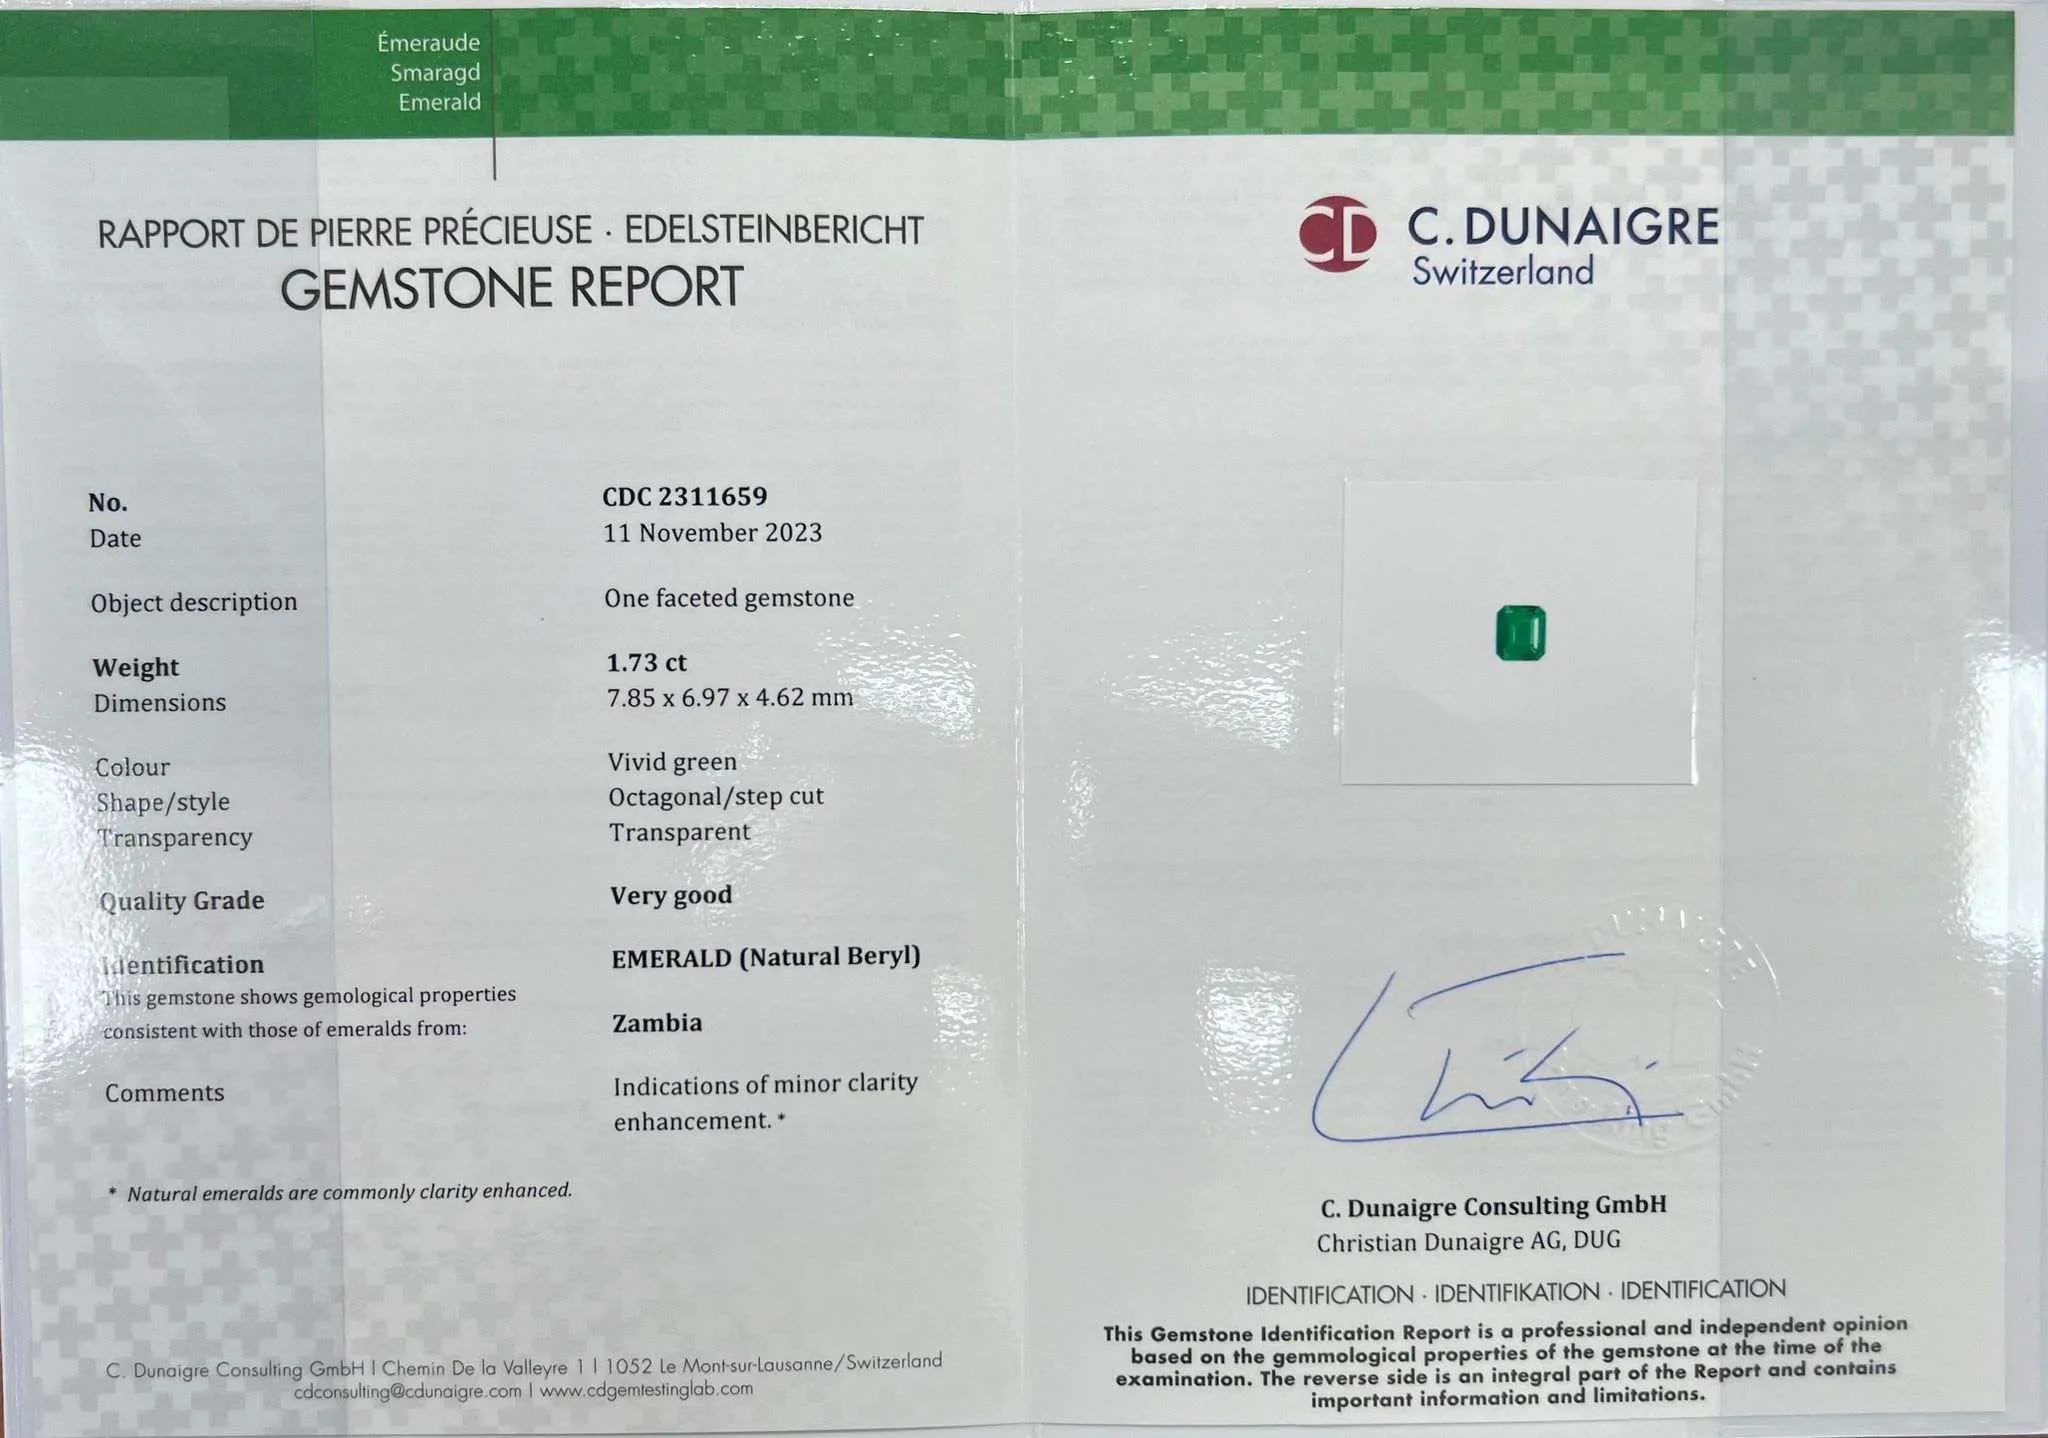 Émeraude
Smaragd
Emerald
RAPPORT DE PIERRE PRÉCIEUSE · EDELSTEINBERICHT
GEMSTONE REPORT
No. CDC 2311659
Date 11 November 2023
Object description One faceted gemstone
Weight 1.73 ct
Dimensions 7.85 x 6.97 x 4.62 mm
Colour Vivid green
Shape/style Octagonal/step cut
Transparency Transparent
Quality Grade Very good
Identification EMERALD (Natural Beryl)
This gemstone shows gemological properties
consistent with those of emeralds from: Zambia
Comments Indications of minor clarity
enhancement. *
* Natural emeralds are commonly clarity enhanced.
C. Dunaigre Consulting GmbH | Chemin De la Valleyre 1 | 1052 Le Mont-sur-Lausanne/Switzerland
cdconsulting@cdunaigre.com | www.cdgemtestinglab.com
CD C. DUNAIGRE
Switzerland
C. Dunaigre Consulting GmbH
Christian Dunaigre AG, DUG
IDENTIFICATION · IDENTIFIKATION · IDENTIFICATION
This Gemstone Identification Report is a professional and independent opinion
based on the gemmological properties of the gemstone at the time of the
examination. The reverse side is an integral part of the Report and contains
important information and limitations.